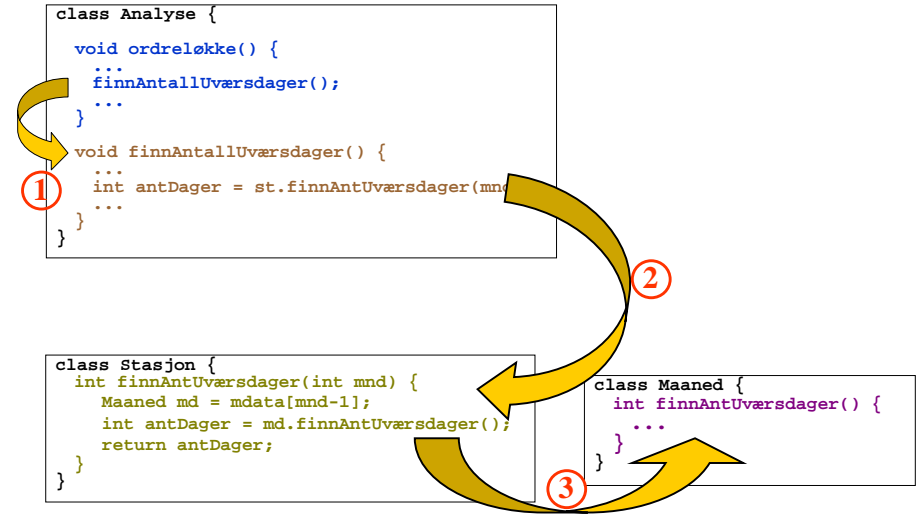 class Analyse {
void ordreløkke() {
...
finnAntallUværsdager();
...
}
void finnAntallUværsdager() {
...
int antDager = st.finnAntUværsdager(mnd
...
}
}
1
2
class Stasjon {
int finnAntUværsdager(int mnd) {
Maaned md = mdata[mnd-1];
int antDager = md.finnAntUværsdager();
return antDager;
}
}
class Maaned {
int finnAntUværsdager() {
...
}
}
3